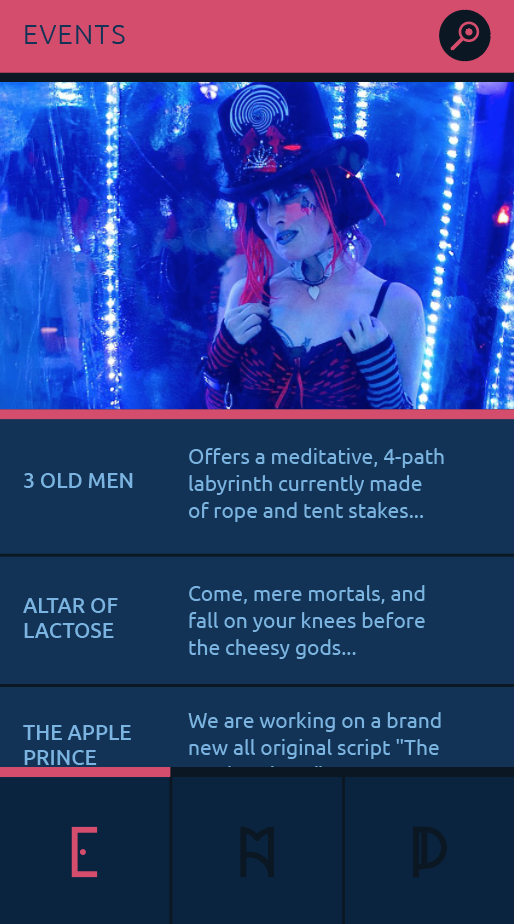 EVENTS
3 OLD MEN
Offers a meditative, 4-path
labyrinth currently made
of rope and tent stakes...
ALTAR OF
LACTOSE
Come, mere mortals, and
fall on your knees before
the cheesy gods...
THE APPLE
PRINCE
We are working on a brand
new all original script "The
E M P